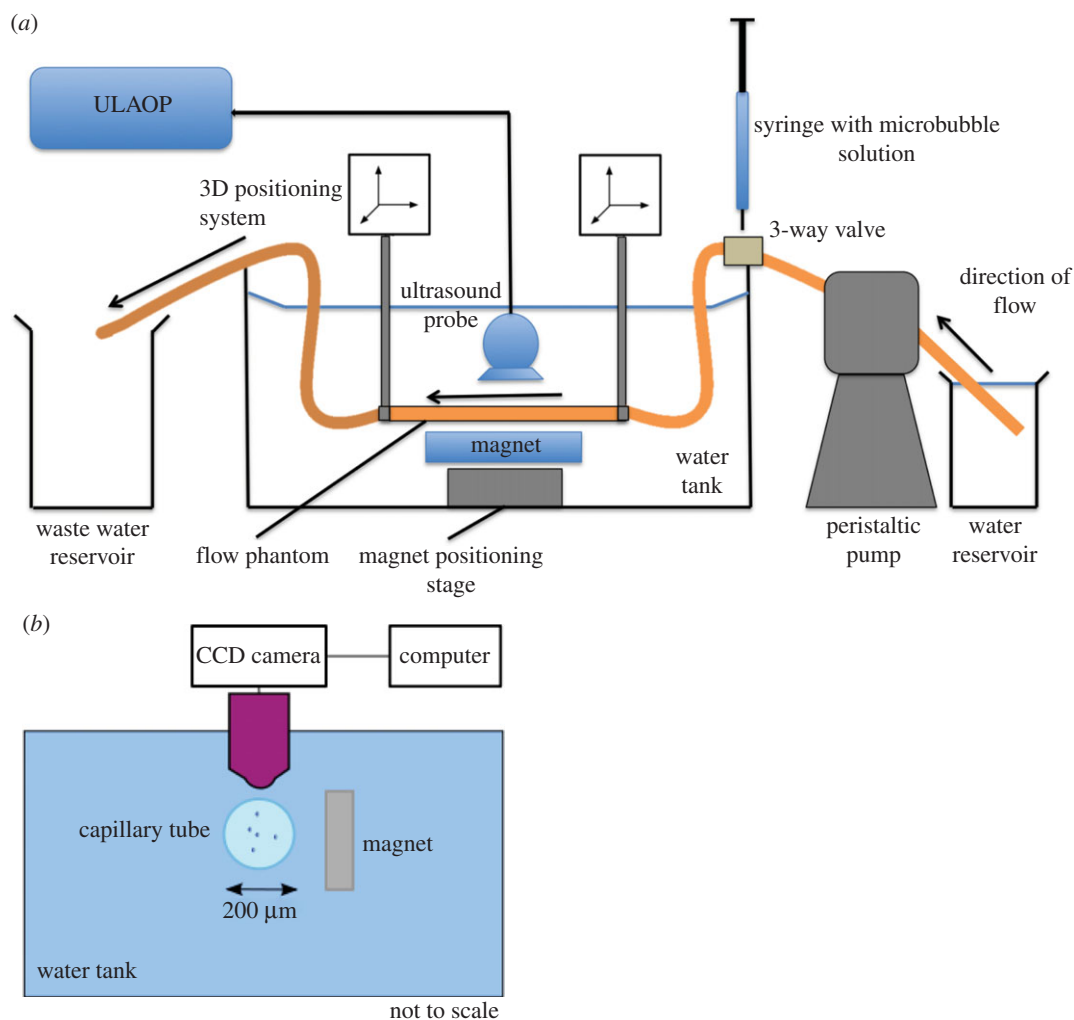 (a)
ULAOP
syringe with microbubble
solution
3D positioning
system
3-way valve
ultrasound
probe
direction of
flow
magnet
water
tank
waste water
reservoir
flow phantom
magnet positioning
stage
peristaltic
pump
water
reservoir
(b)
CCD camera
computer
capillary tube
magnet
200 µm
water tank
not to scale